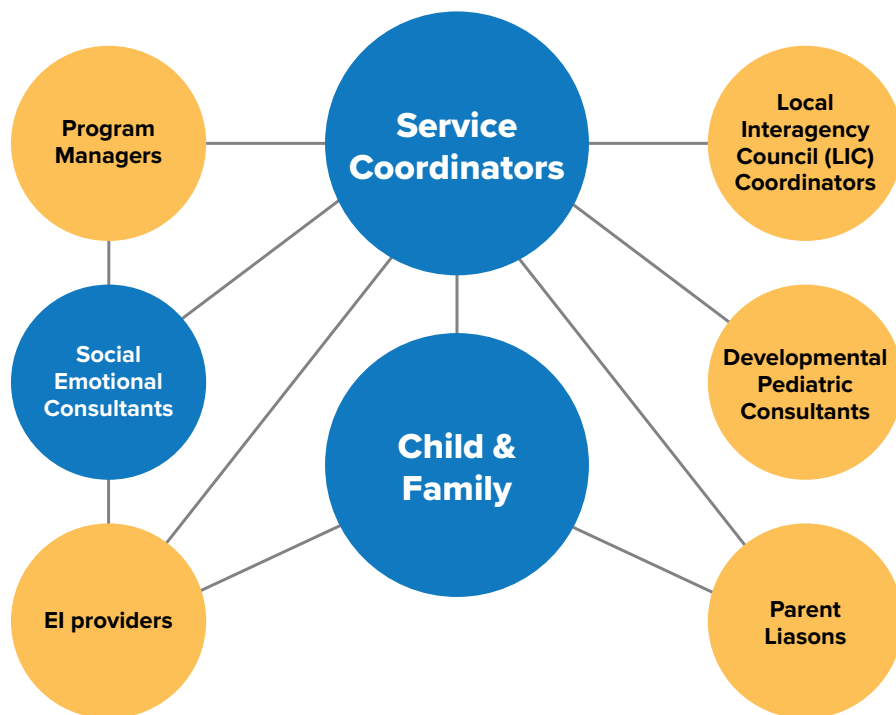 Program
Managers
Service
Coordinators
Local
Interagency
Council (LIC)
Coordinators
Social
Emotional
Consultants
Child &
Family
Developmental
Pediatric
Consultants
EI providers
Parent
Liasons